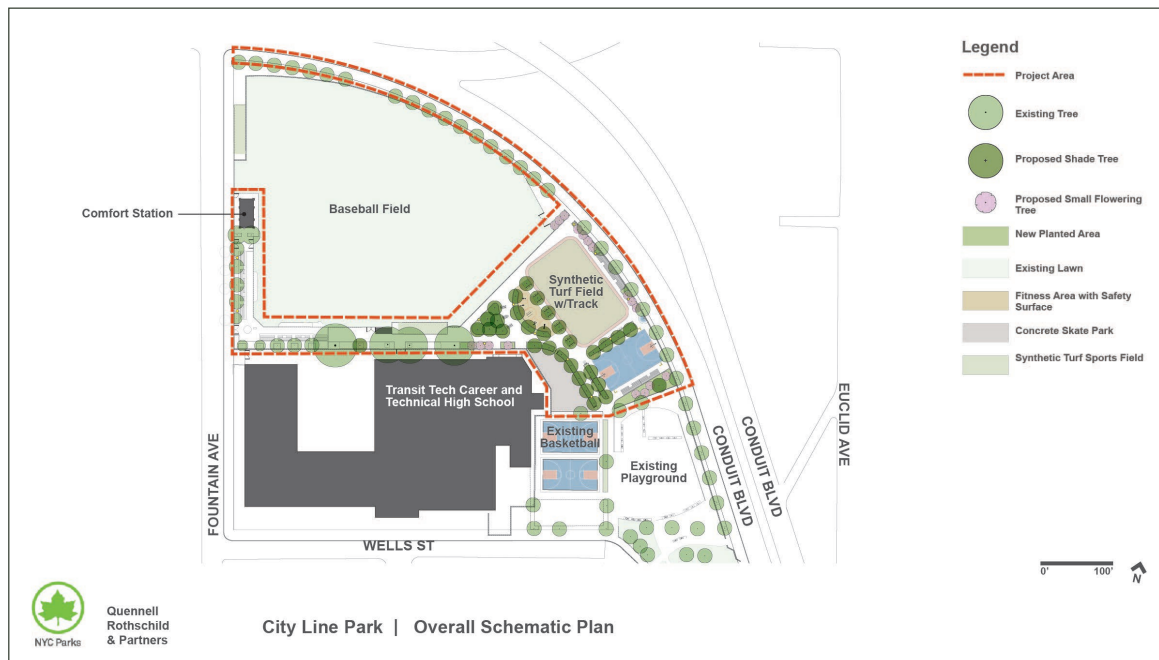 Legend
Project Area
Existing Tree
Proposed Shade Tree
Proposed Small Flowering
Tree
New Planted Area
Existing Lawn
Fitness Area with Safety
Surface
Concrete Skate Park
Synthetic Turf Sports Field
Comfort Station
Baseball Field
Synthetic
Turf Field
w/Track
Transit Tech Career and
Technical High School
Existing
Basketball
Existing
Playground
FOUNTAIN AVE
WELLS ST
CONDUIT BLVD
CONDUIT BLVD
EUCLID AVE
0' 100'
N
NYC Parks
Quennell
Rothschild
& Partners
City Line Park | Overall Schematic Plan